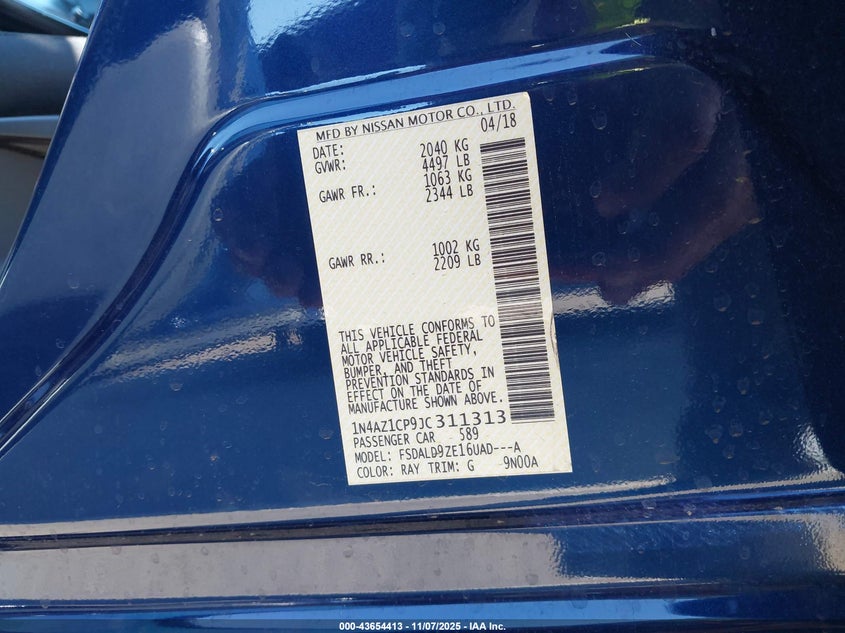 MFD BY NISSAN MOTOR CO., LTD.
DATE: 04/18
GVWR: 2040 KG
4497 LB
GAWR FR.: 1063 KG
2344 LB
GAWR RR.: 1002 KG
2209 LB
THIS VEHICLE CONFORMS TO
ALL APPLICABLE FEDERAL
MOTOR VEHICLE SAFETY,
BUMPER, AND THEFT
PREVENTION STANDARDS IN
EFFECT ON THE DATE OF
MANUFACTURE SHOWN ABOVE.
1N4AZ1CP9JC311313
PASSENGER CAR 589
MODEL: FSDALD9ZE16UAD---A
COLOR: RAY TRIM: G 9N00A
000-43654413 - 11/07/2025 - IAA Inc.